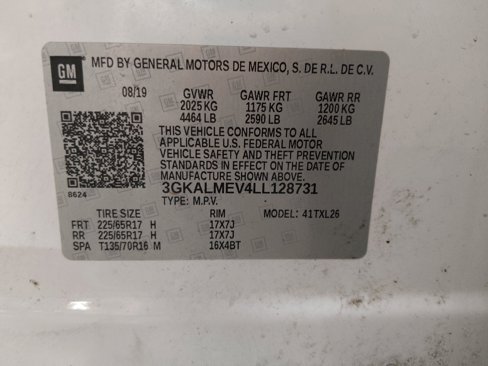 GM
MFD BY GENERAL MOTORS DE MEXICO, S. DE R.L. DE C.V.
08/19 GVWR GAWR FRT GAWR RR
2025 KG 1175 KG 1200 KG
4464 LB 2590 LB 2645 LB
THIS VEHICLE CONFORMS TO ALL
APPLICABLE U.S. FEDERAL MOTOR
VEHICLE SAFETY AND THEFT PREVENTION
STANDARDS IN EFFECT ON THE DATE OF
MANUFACTURE SHOWN ABOVE.
8624 3GKALMEV4LL128731
TYPE: M.P.V.
TIRE SIZE RIM MODEL: 41TXL26
FRT 225/65R17 H 17X7J
RR 225/65R17 H 17X7J
SPA T135/70R16 M 16X4BT